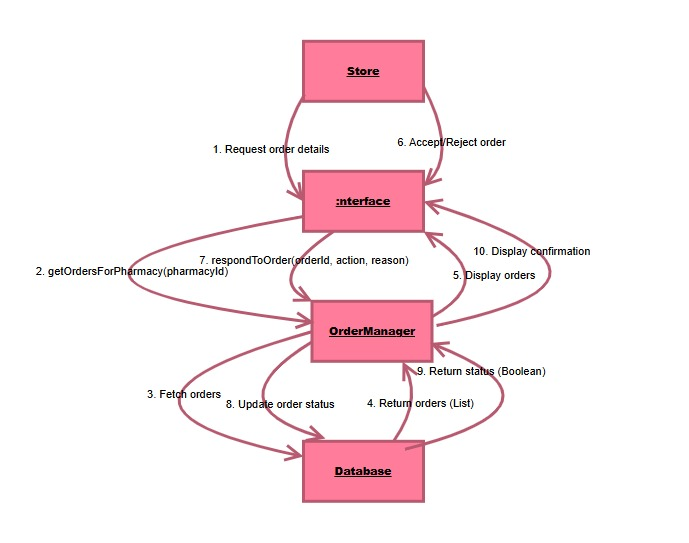 Store
1. Request order details
6. Accept/Reject order
:nterface
2. getOrdersForPharmacy(pharmacyId)
7. respondToOrder(orderId, action, reason)
10. Display confirmation
5. Display orders
OrderManager
3. Fetch orders
8. Update order status
4. Return orders (List)
9. Return status (Boolean)
Database